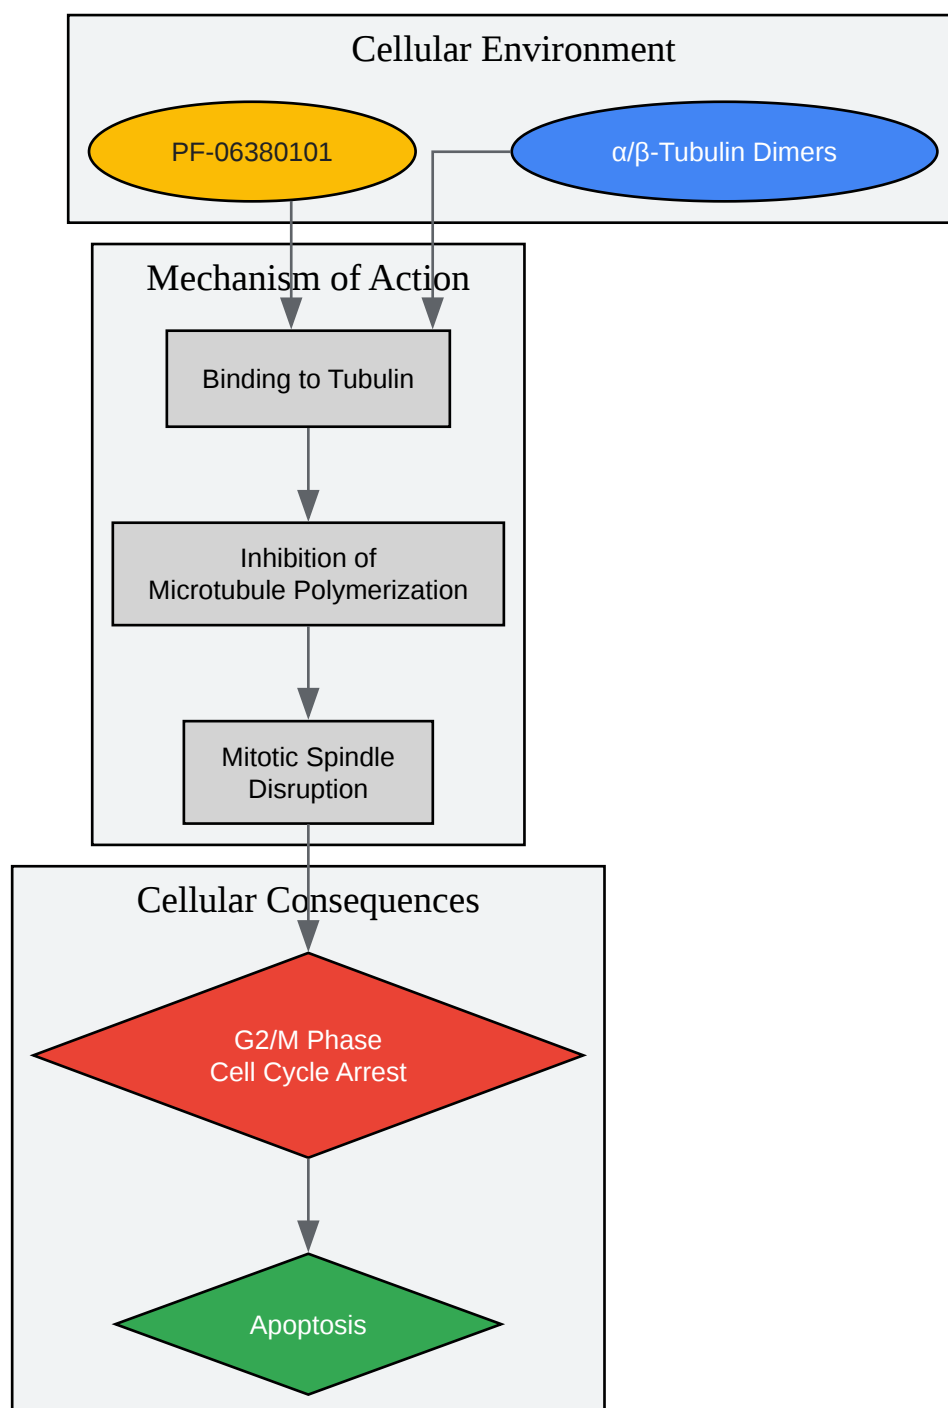 Cellular Environment
PF-06380101
α/β-Tubulin Dimers
Mechanism of Action
Binding to Tubulin
Inhibition of
Microtubule Polymerization
Mitotic Spindle
Disruption
Cellular Consequences
G2/M Phase
Cell Cycle Arrest
Apoptosis